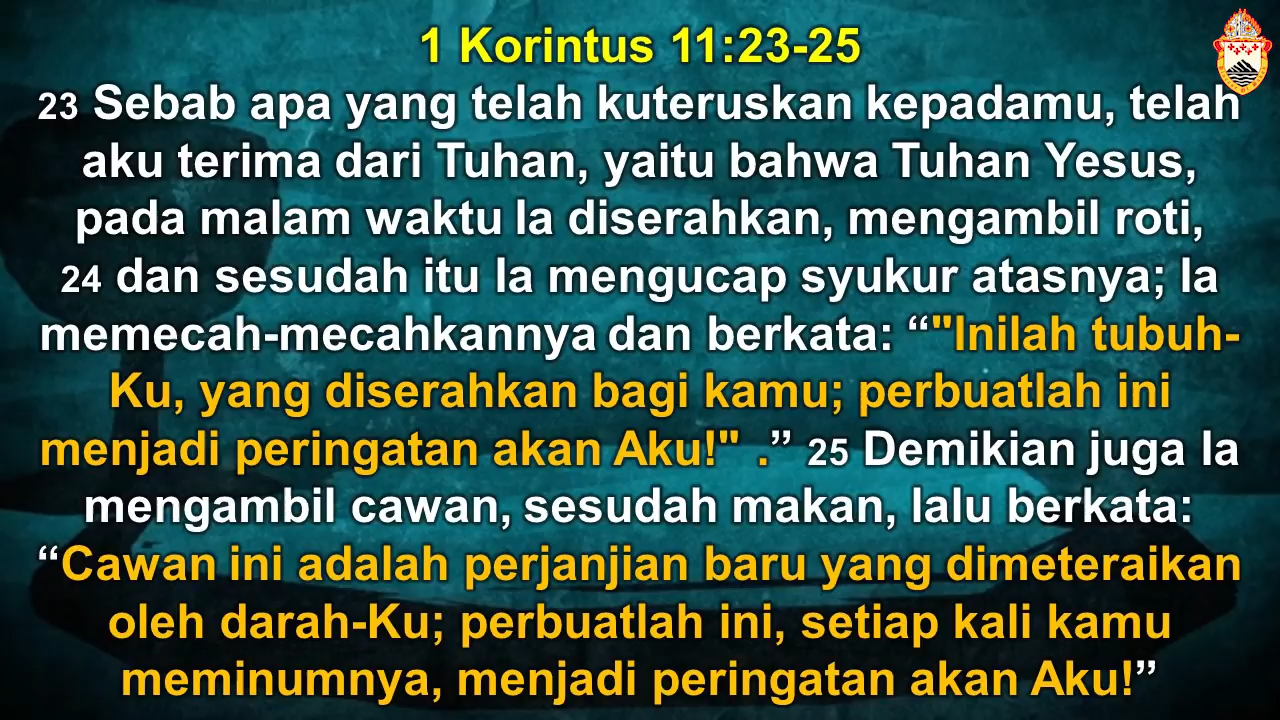 1 Korintus 11:23-25
23 Sebab apa yang telah kuteruskan kepadamu, telah
aku terima dari Tuhan, yaitu bahwa Tuhan Yesus,
pada malam waktu Ia diserahkan, mengambil roti,
24 dan sesudah itu Ia mengucap syukur atasnya; Ia
memecah-mecahkannya dan berkata: “"Inilah tubuh-
Ku, yang diserahkan bagi kamu; perbuatlah ini
menjadi peringatan akan Aku!" .” 25 Demikian juga Ia
mengambil cawan, sesudah makan, lalu berkata:
“Cawan ini adalah perjanjian baru yang dimeteraikan
oleh darah-Ku; perbuatlah ini, setiap kali kamu
meminumnya, menjadi peringatan akan Aku!”